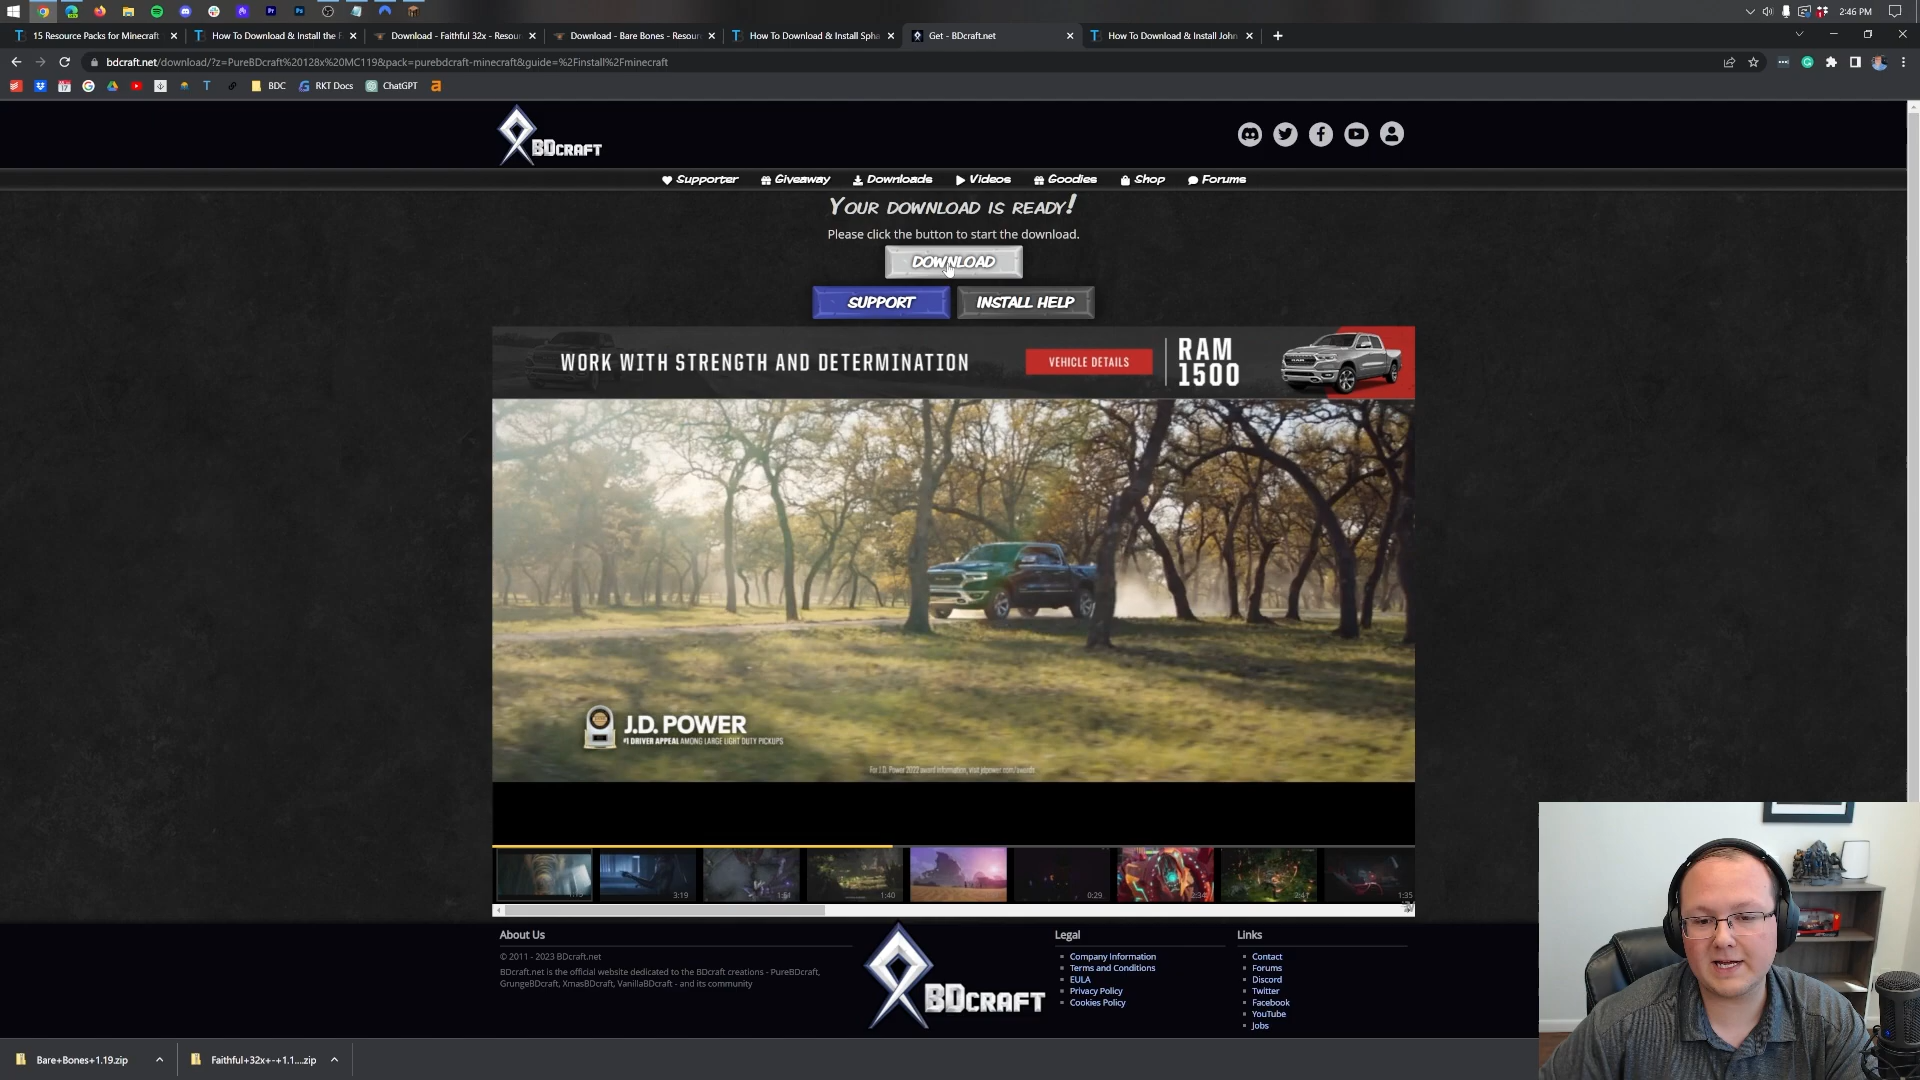 2:46 PM
15 Resource Packs for Minecraft
How To Download & Install the F
Download - Faithful 32x - Resour
Download - Bare Bones - Resour
How To Download & Install Spha
Get - BDcraft.net
How To Download & Install John
bdcraft.net/download/?z=PureBDcraft%20128x%20MC119&pack=purebdcraft-minecraft&guide=%2Finstall%2Fminecraft
BDC
RKT Docs
ChatGPT
BDCRAFT
Supporter
Giveaway
Downloads
Videos
Goodies
Shop
Forums
YOUR DOWNLOAD IS READY!
Please click the button to start the download.
DOWNLOAD
SUPPORT
INSTALL HELP
WORK WITH STRENGTH AND DETERMINATION
VEHICLE DETAILS
RAM
1500
J.D. POWER
#1 DRIVER APPEAL AMONG LARGE LIGHT DUTY PICKUPS
For J.D. Power 2022 award information, visit jdpower.com/awards
3:19
1:51
1:40
0:29
2:34
2:41
1:35
About Us
© 2011 - 2023 BDcraft.net
BDcraft.net is the official website dedicated to the BDcraft creations - PureBDcraft,
GrungeBDcraft, XmasBDcraft, VanillaBDcraft - and its community
BDCRAFT
Legal
Company Information
Terms and Conditions
EULA
Privacy Policy
Cookies Policy
Links
Contact
Forums
Discord
Twitter
Facebook
YouTube
Jobs
Bare+Bones+1.19.zip
Faithful+32x+-+1.1....zip